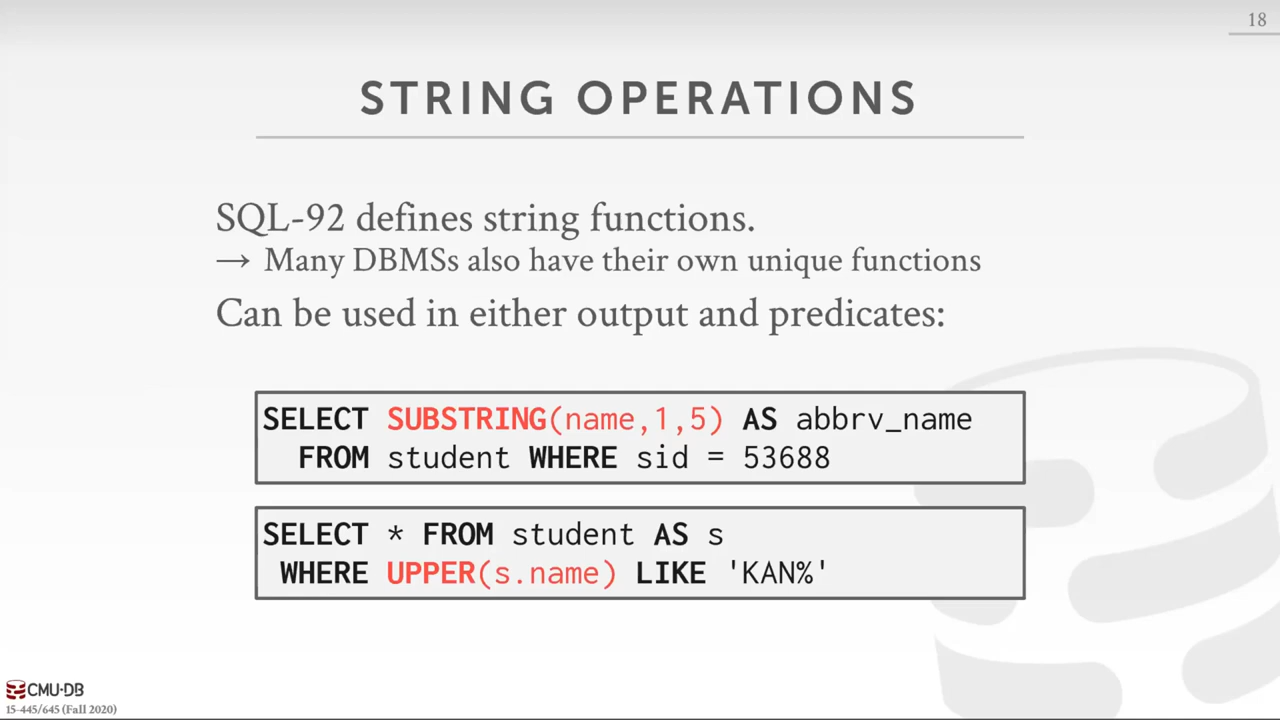 18
STRING OPERATIONS
SQL-92 defines string functions.
→ Many DBMSs also have their own unique functions
Can be used in either output and predicates:
SELECT SUBSTRING(name,1,5) AS abbrv_name
FROM student WHERE sid = 53688
SELECT * FROM student AS s
WHERE UPPER(s.name) LIKE 'KAN%'
CMU·DB
15-445/645 (Fall 2020)